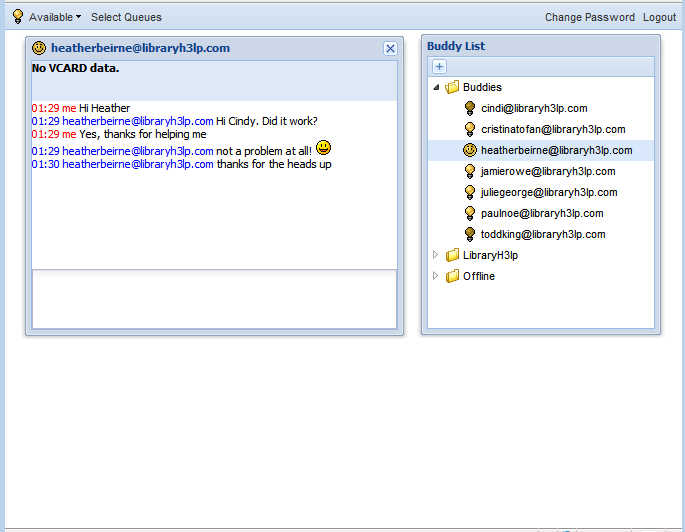 Available Select Queues Change Password Logout
heatherbeirne@libraryh3lp.com
No VCARD data.
01:29 me Hi Heather
01:29 heatherbeirne@libraryh3lp.com Hi Cindy. Did it work?
01:29 me Yes, thanks for helping me
01:29 heatherbeirne@libraryh3lp.com not a problem at all!
01:30 heatherbeirne@libraryh3lp.com thanks for the heads up
Buddy List
Buddies
cindi@libraryh3lp.com
cristinatofan@libraryh3lp.com
heatherbeirne@libraryh3lp.com
jamierowe@libraryh3lp.com
juliegeorge@libraryh3lp.com
paulnoe@libraryh3lp.com
toddking@libraryh3lp.com
LibraryH3lp
Offline